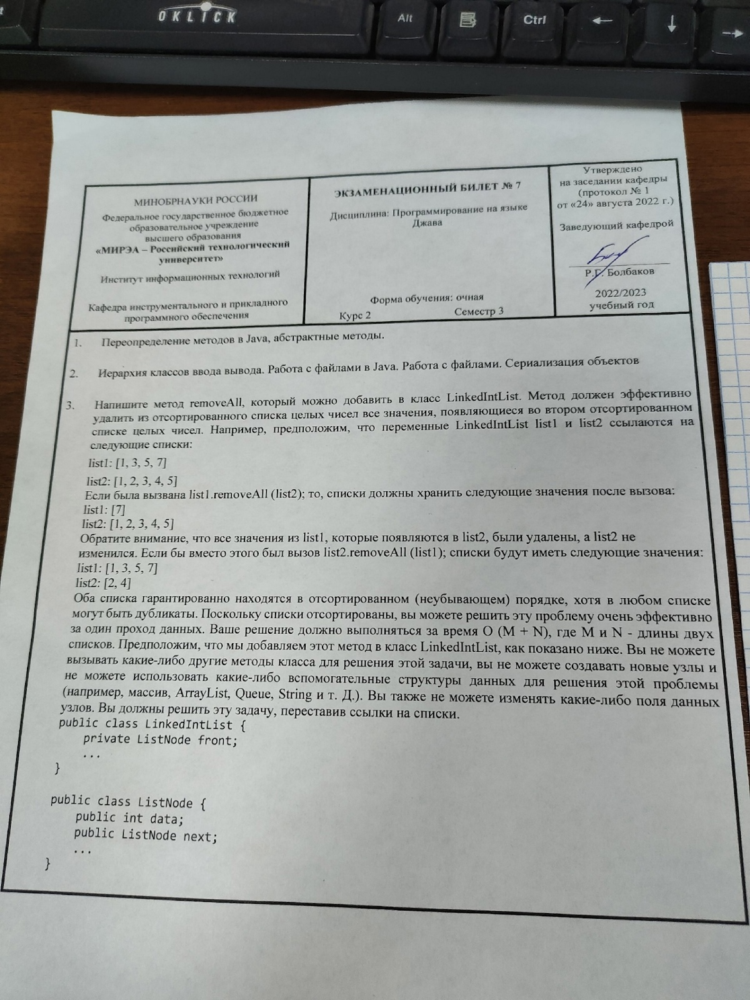 OKLICK
Alt
Ctrl
МИНОБРНАУКИ РОССИИ
Федеральное государственное бюджетное
образовательное учреждение
высшего образования
«МИРЭА – Российский технологический
университет»
Институт информационных технологий
Кафедра инструментального и прикладного
программного обеспечения
ЭКЗАМЕНАЦИОННЫЙ БИЛЕТ № 7
Дисциплина: Программирование на языке
Джава
Форма обучения: очная
Курс 2 Семестр 3
Утверждено
на заседании кафедры
(протокол № 1
от «24» августа 2022 г.)
Заведующий кафедрой
Р.Г. Болбаков
2022/2023
учебный год
1. Переопределение методов в Java, абстрактные методы.
2. Иерархия классов ввода вывода. Работа с файлами в Java. Работа с файлами. Сериализация объектов
3. Напишите метод removeAll, который можно добавить в класс LinkedIntList. Метод должен эффективно
удалить из отсортированного списка целых чисел все значения, появляющиеся во втором отсортированном
списке целых чисел. Например, предположим, что переменные LinkedIntList list1 и list2 ссылаются на
следующие списки:
list1: [1, 3, 5, 7]
list2: [1, 2, 3, 4, 5]
Если была вызвана list1.removeAll (list2); то, списки должны хранить следующие значения после вызова:
list1: [7]
list2: [1, 2, 3, 4, 5]
Обратите внимание, что все значения из list1, которые появляются в list2, были удалены, а list2 не
изменился. Если бы вместо этого был вызов list2.removeAll (list1); списки будут иметь следующие значения:
list1: [1, 3, 5, 7]
list2: [2, 4]
Оба списка гарантированно находятся в отсортированном (неубывающем) порядке, хотя в любом списке
могут быть дубликаты. Поскольку списки отсортированы, вы можете решить эту проблему очень эффективно
за один проход данных. Ваше решение должно выполняться за время O (M + N), где M и N - длины двух
списков. Предположим, что мы добавляем этот метод в класс LinkedIntList, как показано ниже. Вы не можете
вызывать какие-либо другие методы класса для решения этой задачи, вы не можете создавать новые узлы и
не можете использовать какие-либо вспомогательные структуры данных для решения этой проблемы
(например, массив, ArrayList, Queue, String и т. Д.). Вы также не можете изменять какие-либо поля данных
узлов. Вы должны решить эту задачу, переставив ссылки на списки.
public class LinkedIntList {
private ListNode front;
...
}
public class ListNode {
public int data;
public ListNode next;
...
}